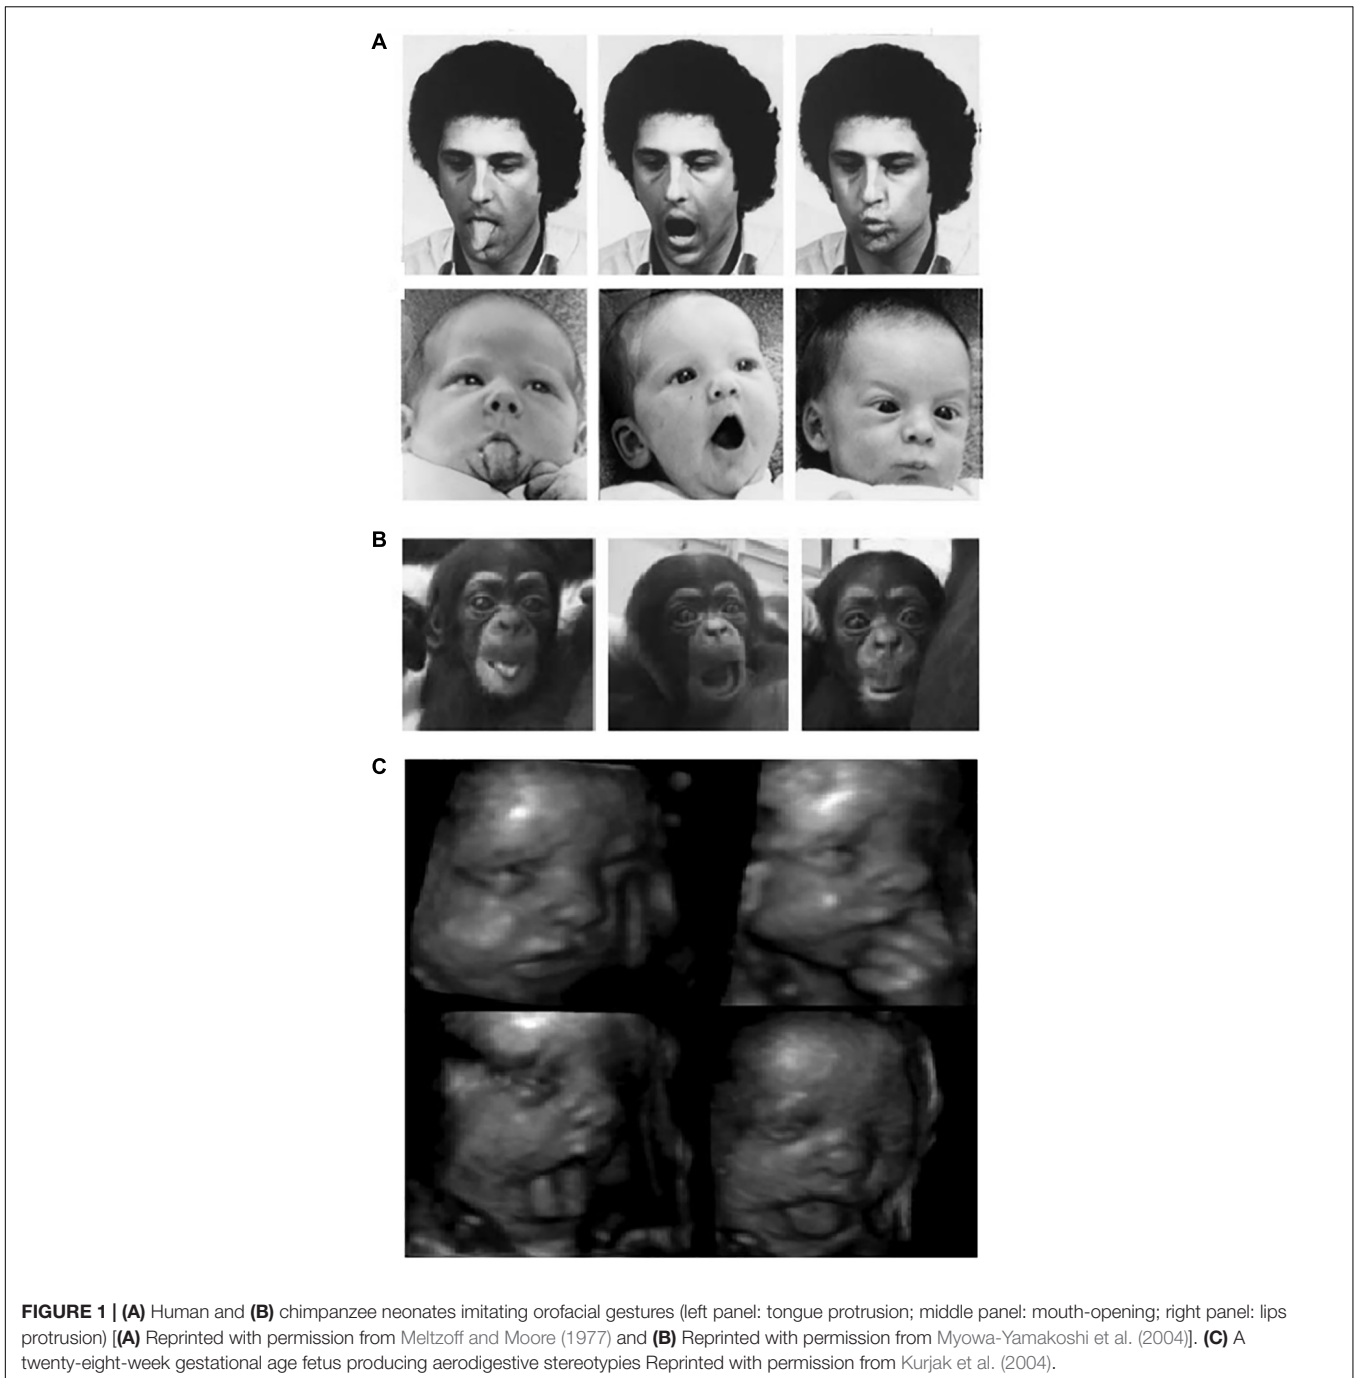 A
B
C
FIGURE 1 | (A) Human and (B) chimpanzee neonates imitating orofacial gestures (left panel: tongue protrusion; middle panel: mouth-opening; right panel: lips
protrusion) [(A) Reprinted with permission from Meltzoff and Moore (1977) and (B) Reprinted with permission from Myowa-Yamakoshi et al. (2004)]. (C) A
twenty-eight-week gestational age fetus producing aerodigestive stereotypies Reprinted with permission from Kurjak et al. (2004).